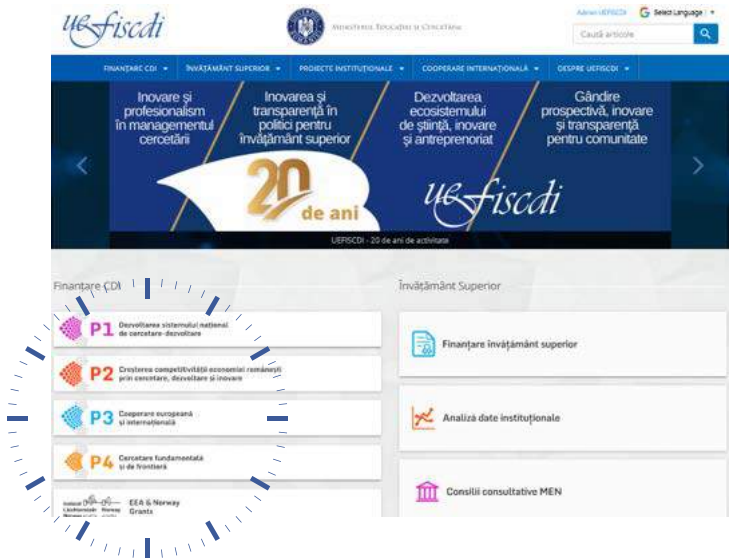 uefiscdi
Ministerul Educației și Cercetării
Select Language
Caută articole
FINANȚARE CDI
ÎNVĂȚĂMÂNT SUPERIOR
PROIECTE INSTITUȚIONALE
COOPERARE INTERNAȚIONALĂ
DESPRE UEFISCDI
Inovare și
profesionalism
în managementul
cercetării
Inovarea și
transparență în
politici pentru
învățământ superior
Dezvoltarea
ecosistemului
de știință, inovare
și antreprenoriat
Gândire
prospectivă, inovare
și transparență
pentru comunitate
20
de ani
uefiscdi
UEFISCDI - 20 de ani de activitate
Finanțare CDI
P1 Dezvoltarea sistemului național
de cercetare-dezvoltare
P2 Creșterea competitivității economiei românești
prin cercetare, dezvoltare și inovare
P3 Cooperare europeană
și internațională
P4 Cercetare fundamentală
și de frontieră
EEA & Norway
Grants
Învățământ Superior
Finanțare învățământ superior
Analiză date instituționale
Consilii consultative MEN